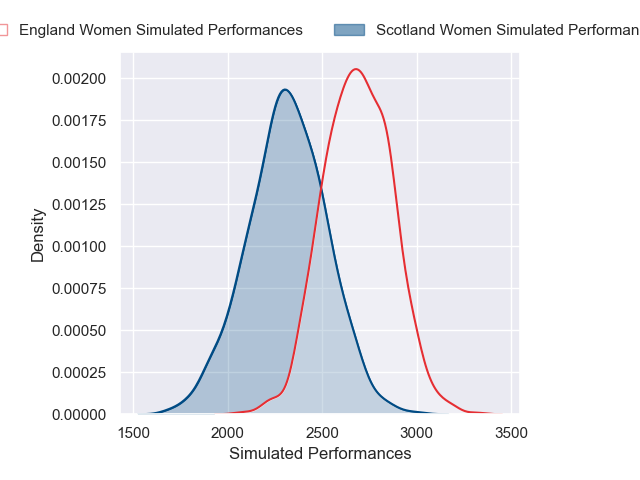 England Women Simulated Performances
Scotland Women Simulated Performan
0.00200
0.00175
0.00150
0.00125
0.00100
0.00075
0.00050
0.00025
0.00000
Density
1500 2000 2500 3000 3500
Simulated Performances